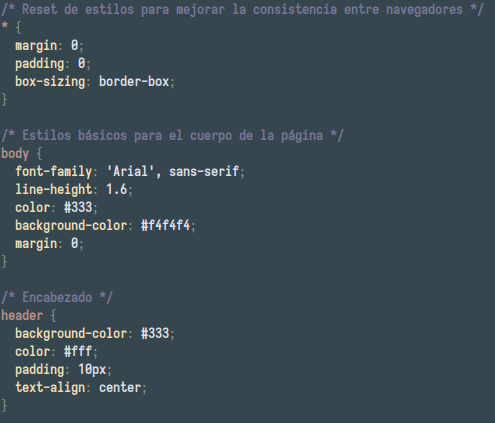 /* Reset de estilos para mejorar la consistencia entre navegadores */
* {
  margin: 0;
  padding: 0;
  box-sizing: border-box;
}

/* Estilos básicos para el cuerpo de la página */
body {
  font-family: 'Arial', sans-serif;
  line-height: 1.6;
  color: #333;
  background-color: #f4f4f4;
  margin: 0;
}

/* Encabezado */
header {
  background-color: #333;
  color: #fff;
  padding: 10px;
  text-align: center;
}